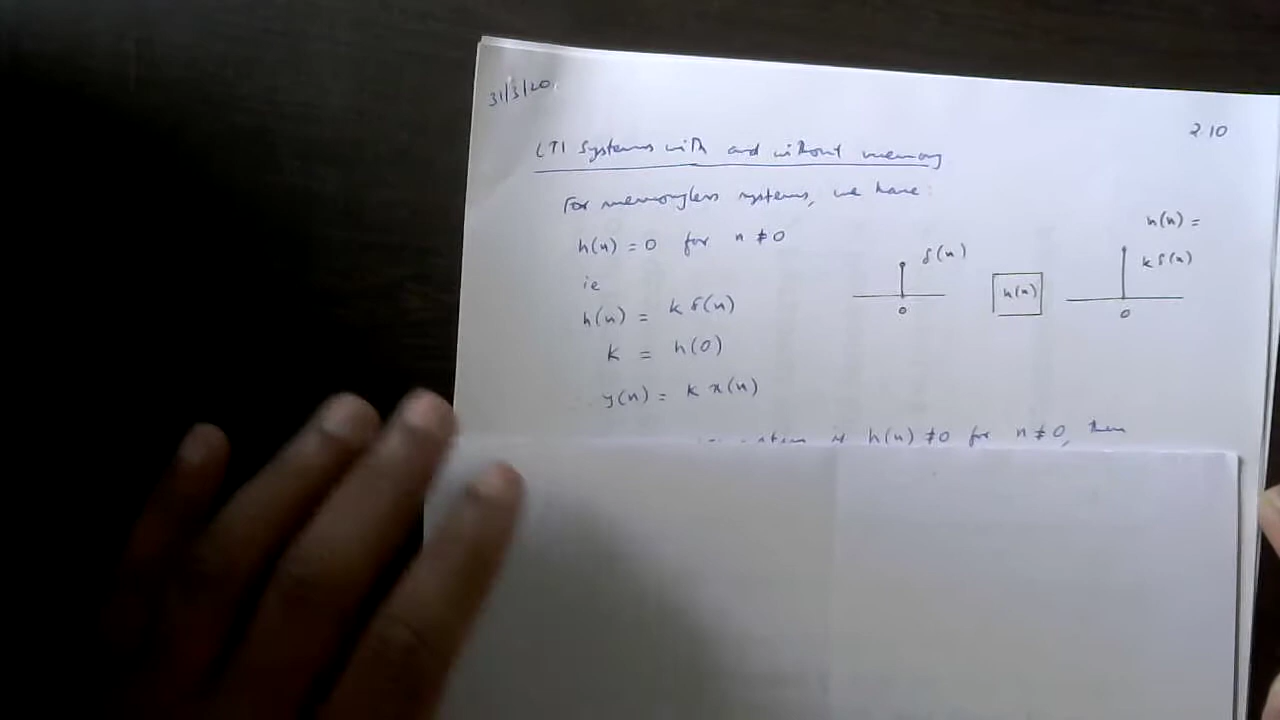 31/3/20.
2.10
LTI Systems with and without memory
For memoryless systems, we have:
h(n) = 0 for n ≠ 0
ie
h(n) = k δ(n)
k = h(0)
y(n) = k x(n)
δ(n)
0
h(n)
h(n) =
k δ(n)
0
h(n) ≠0 for n ≠ 0, then